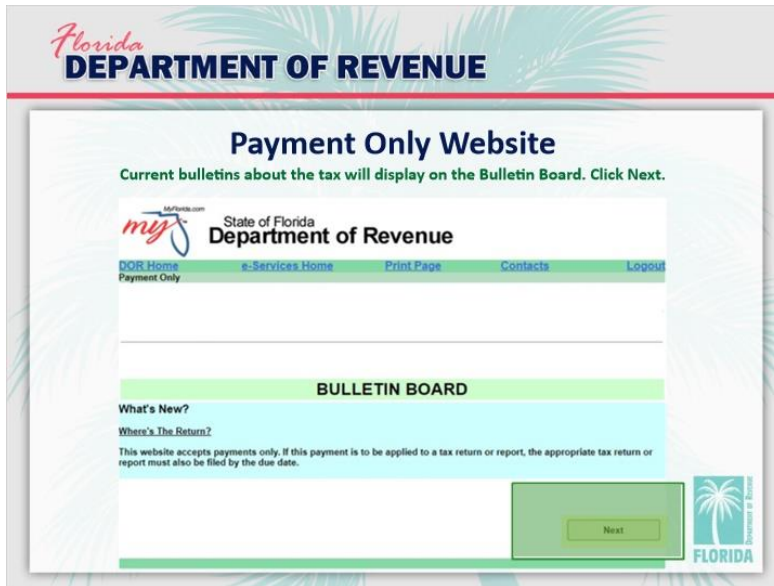 Florida
DEPARTMENT OF REVENUE
Payment Only Website
Current bulletins about the tax will display on the Bulletin Board. Click Next.
MyFlorida.com
my
State of Florida
Department of Revenue
DOR Home e-Services Home Print Page Contacts Logout
Payment Only
BULLETIN BOARD
What's New?
Where's The Return?
This website accepts payments only. If this payment is to be applied to a tax return or report, the appropriate tax return or
report must also be filed by the due date.
Next
Department of Revenue
FLORIDA